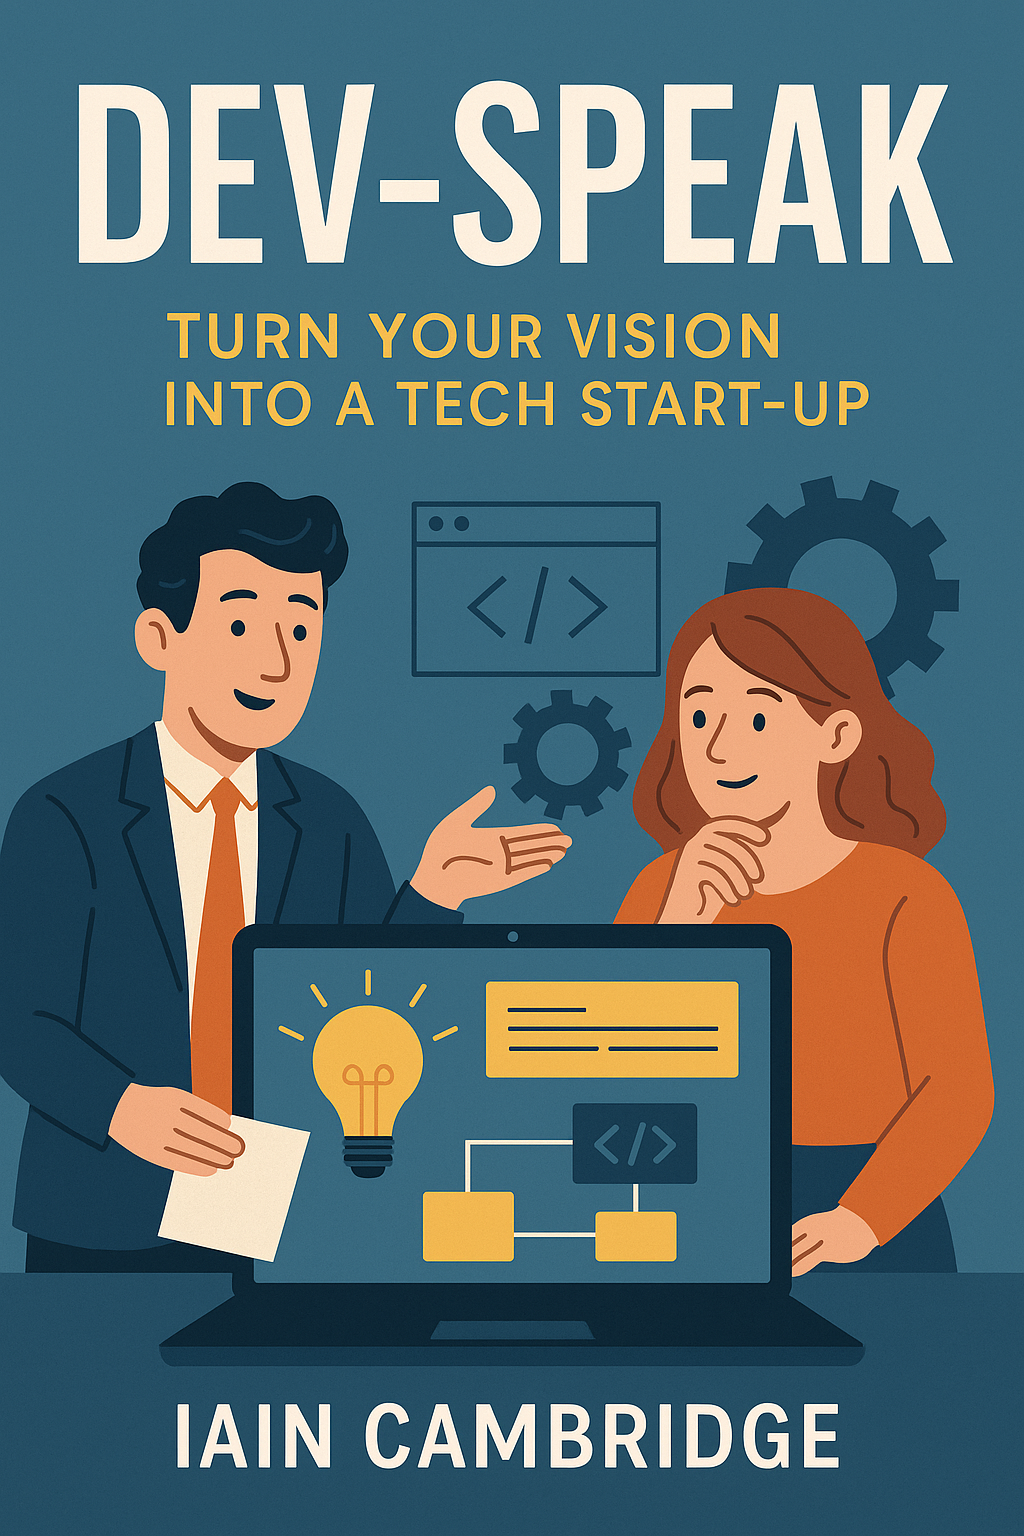 DEV-SPEAK
TURN YOUR VISION
INTO A TECH START-UP
</>
</>
IAIN CAMBRIDGE